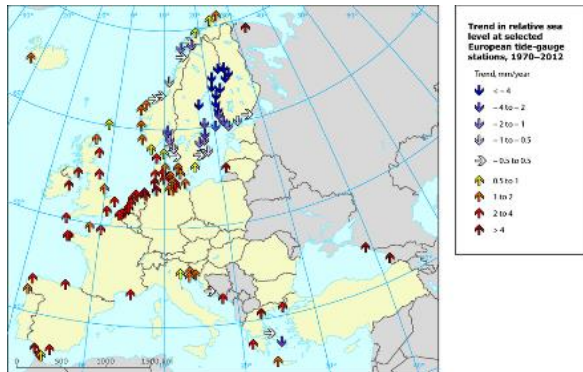 Trend in relative sea
level at selected
European tide-gauge
stations, 1970–2012
Trend, mm/year
< – 4
– 4 to – 2
– 2 to – 1
– 1 to – 0.5
– 0.5 to 0.5
0.5 to 1
1 to 2
2 to 4
> 4
0 500 1000 1500 km